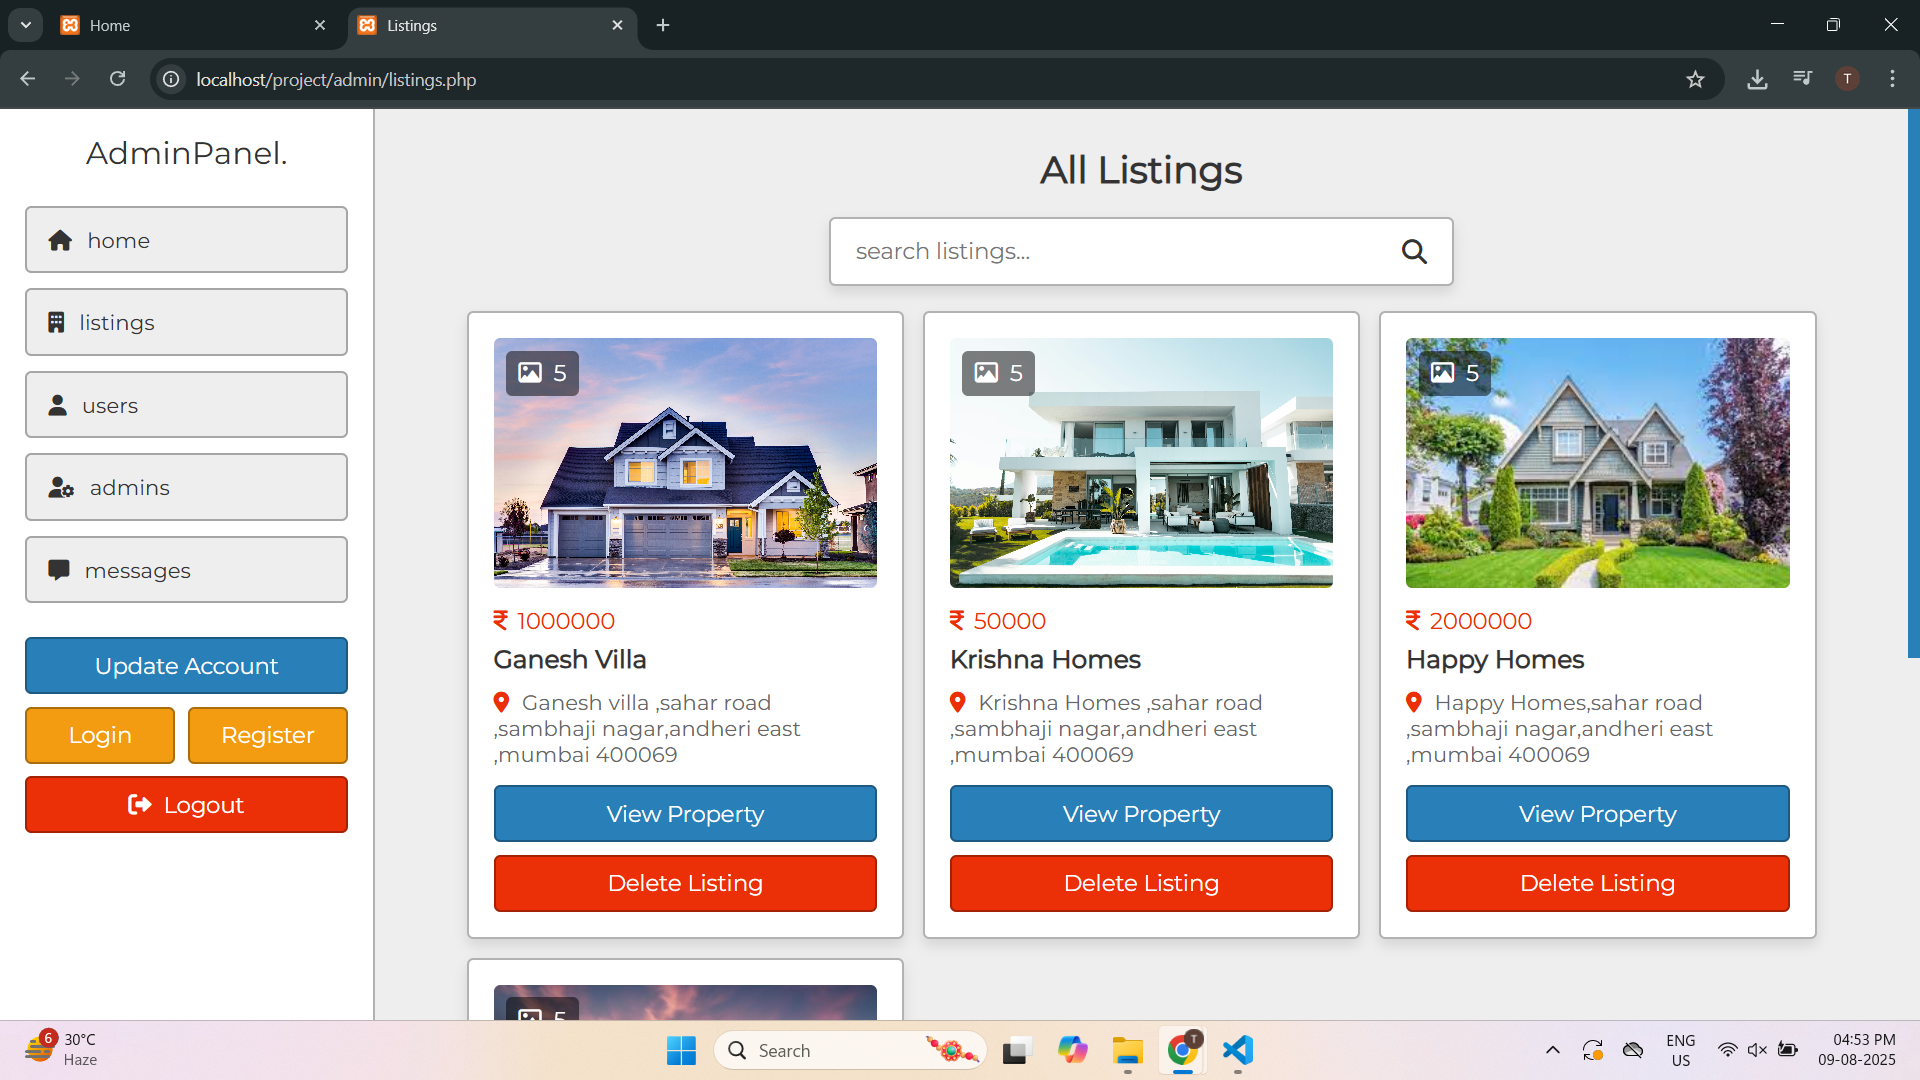 Home
Listings
localhost/project/admin/listings.php
T
AdminPanel.
home
listings
users
admins
messages
Update Account
Login
Register
Logout
All Listings
search listings...
5
₹ 1000000
Ganesh Villa
Ganesh villa ,sahar road
,sambhaji nagar,andheri east
,mumbai 400069
View Property
Delete Listing
5
₹ 50000
Krishna Homes
Krishna Homes ,sahar road
,sambhaji nagar,andheri east
,mumbai 400069
View Property
Delete Listing
5
₹ 2000000
Happy Homes
Happy Homes,sahar road
,sambhaji nagar,andheri east
,mumbai 400069
View Property
Delete Listing
5
6
30°C
Haze
Search
T
ENG
US
04:53 PM
09-08-2025